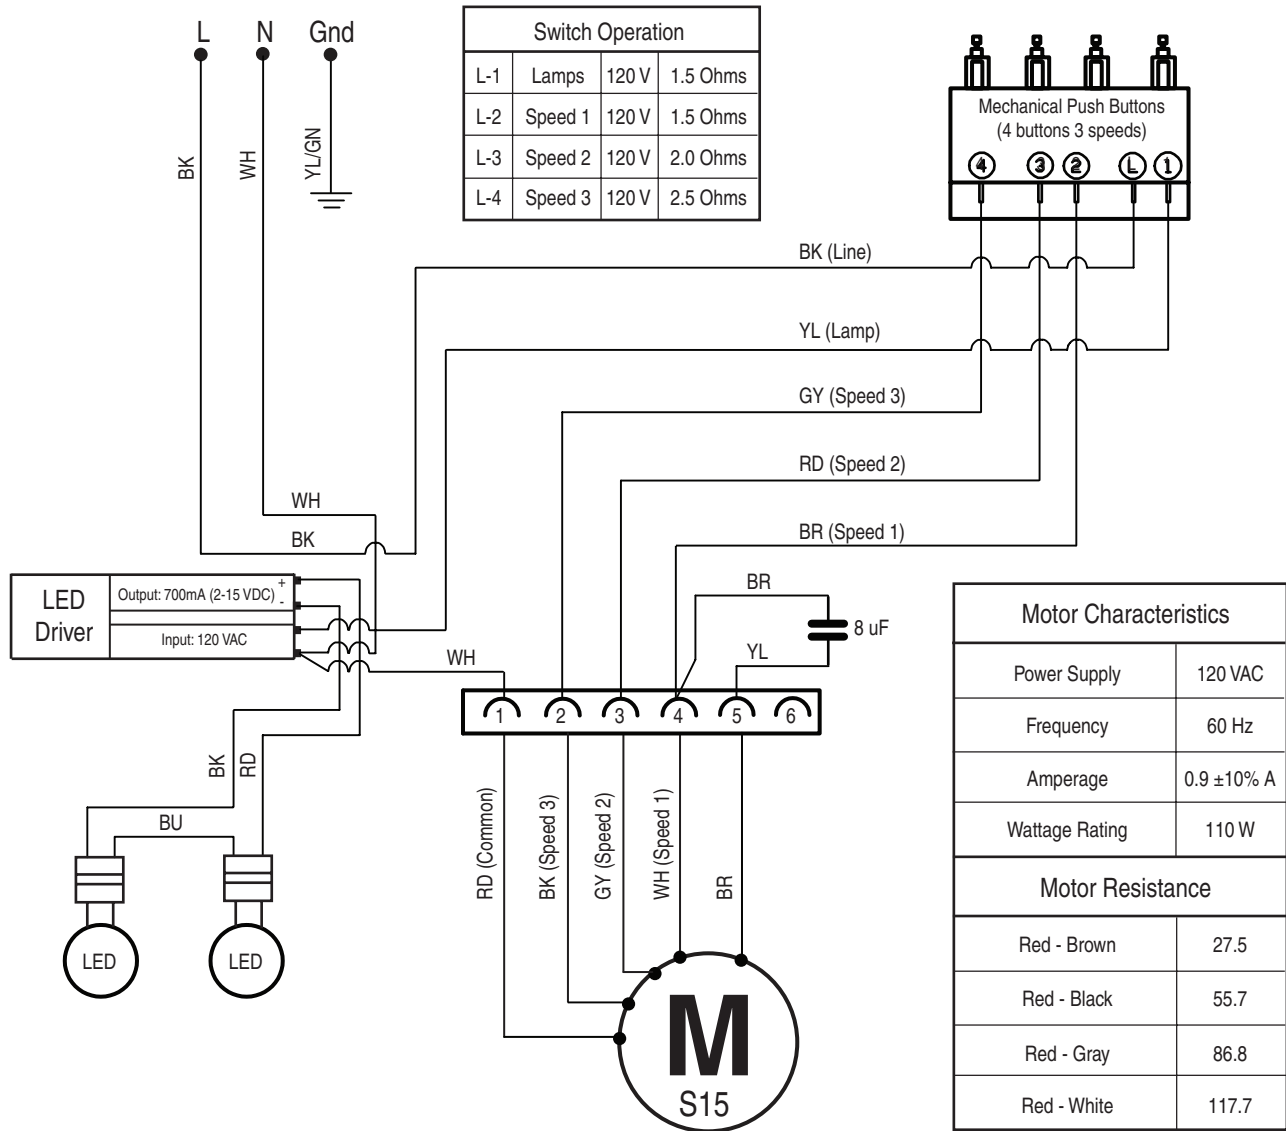 L N Gnd
BK
WH
YL/GN
Switch Operation
L-1 Lamps 120 V 1.5 Ohms
L-2 Speed 1 120 V 1.5 Ohms
L-3 Speed 2 120 V 2.0 Ohms
L-4 Speed 3 120 V 2.5 Ohms
Mechanical Push Buttons
(4 buttons 3 speeds)
4 3 2 L 1
BK (Line)
YL (Lamp)
GY (Speed 3)
RD (Speed 2)
BR (Speed 1)
WH
BK
LED
Driver
Output: 700mA (2-15 VDC)
+
-
Input: 120 VAC
WH
BR
8 uF
YL
1 2 3 4 5 6
BK
RD
BU
LED
LED
RD (Common)
BK (Speed 3)
GY (Speed 2)
WH (Speed 1)
BR
M
S15
Motor Characteristics
Power Supply 120 VAC
Frequency 60 Hz
Amperage 0.9 ±10% A
Wattage Rating 110 W
Motor Resistance
Red - Brown 27.5
Red - Black 55.7
Red - Gray 86.8
Red - White 117.7